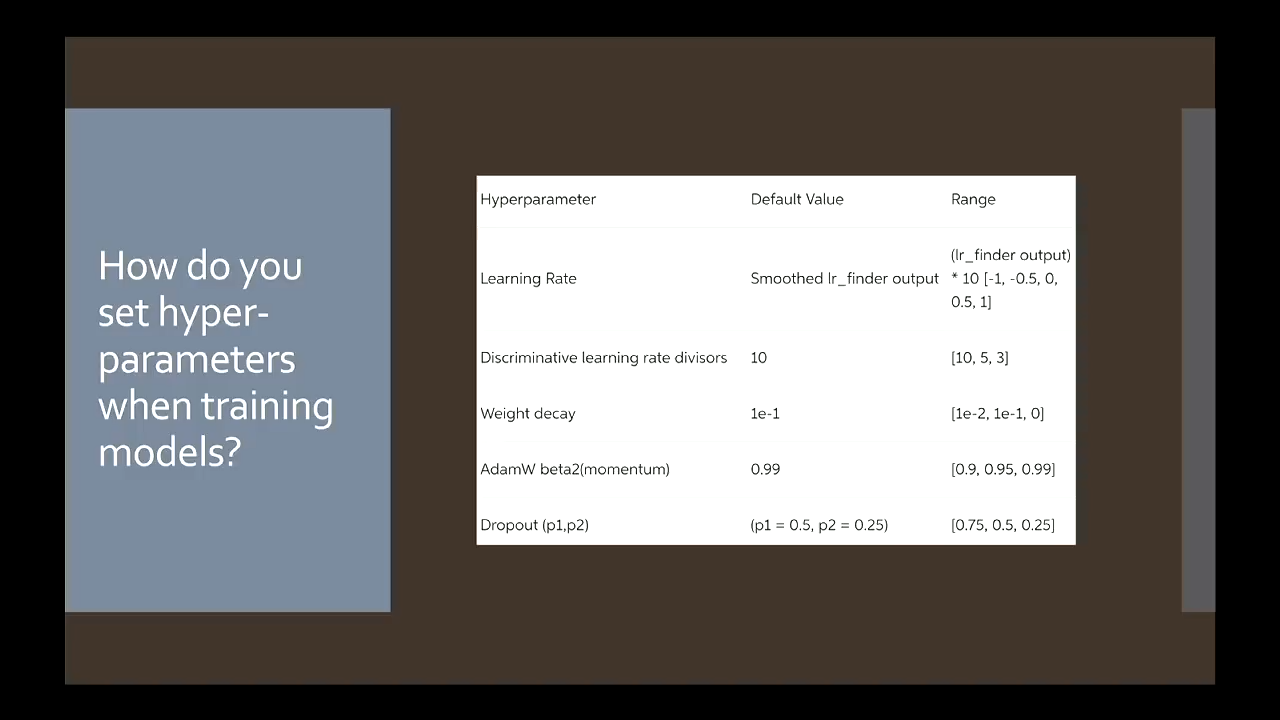 How do you
set hyper-
parameters
when training
models?
Hyperparameter Default Value Range
Learning Rate Smoothed lr_finder output (lr_finder output)
* 10 [-1, -0.5, 0,
0.5, 1]
Discriminative learning rate divisors 10 [10, 5, 3]
Weight decay 1e-1 [1e-2, 1e-1, 0]
AdamW beta2(momentum) 0.99 [0.9, 0.95, 0.99]
Dropout (p1,p2) (p1 = 0.5, p2 = 0.25) [0.75, 0.5, 0.25]